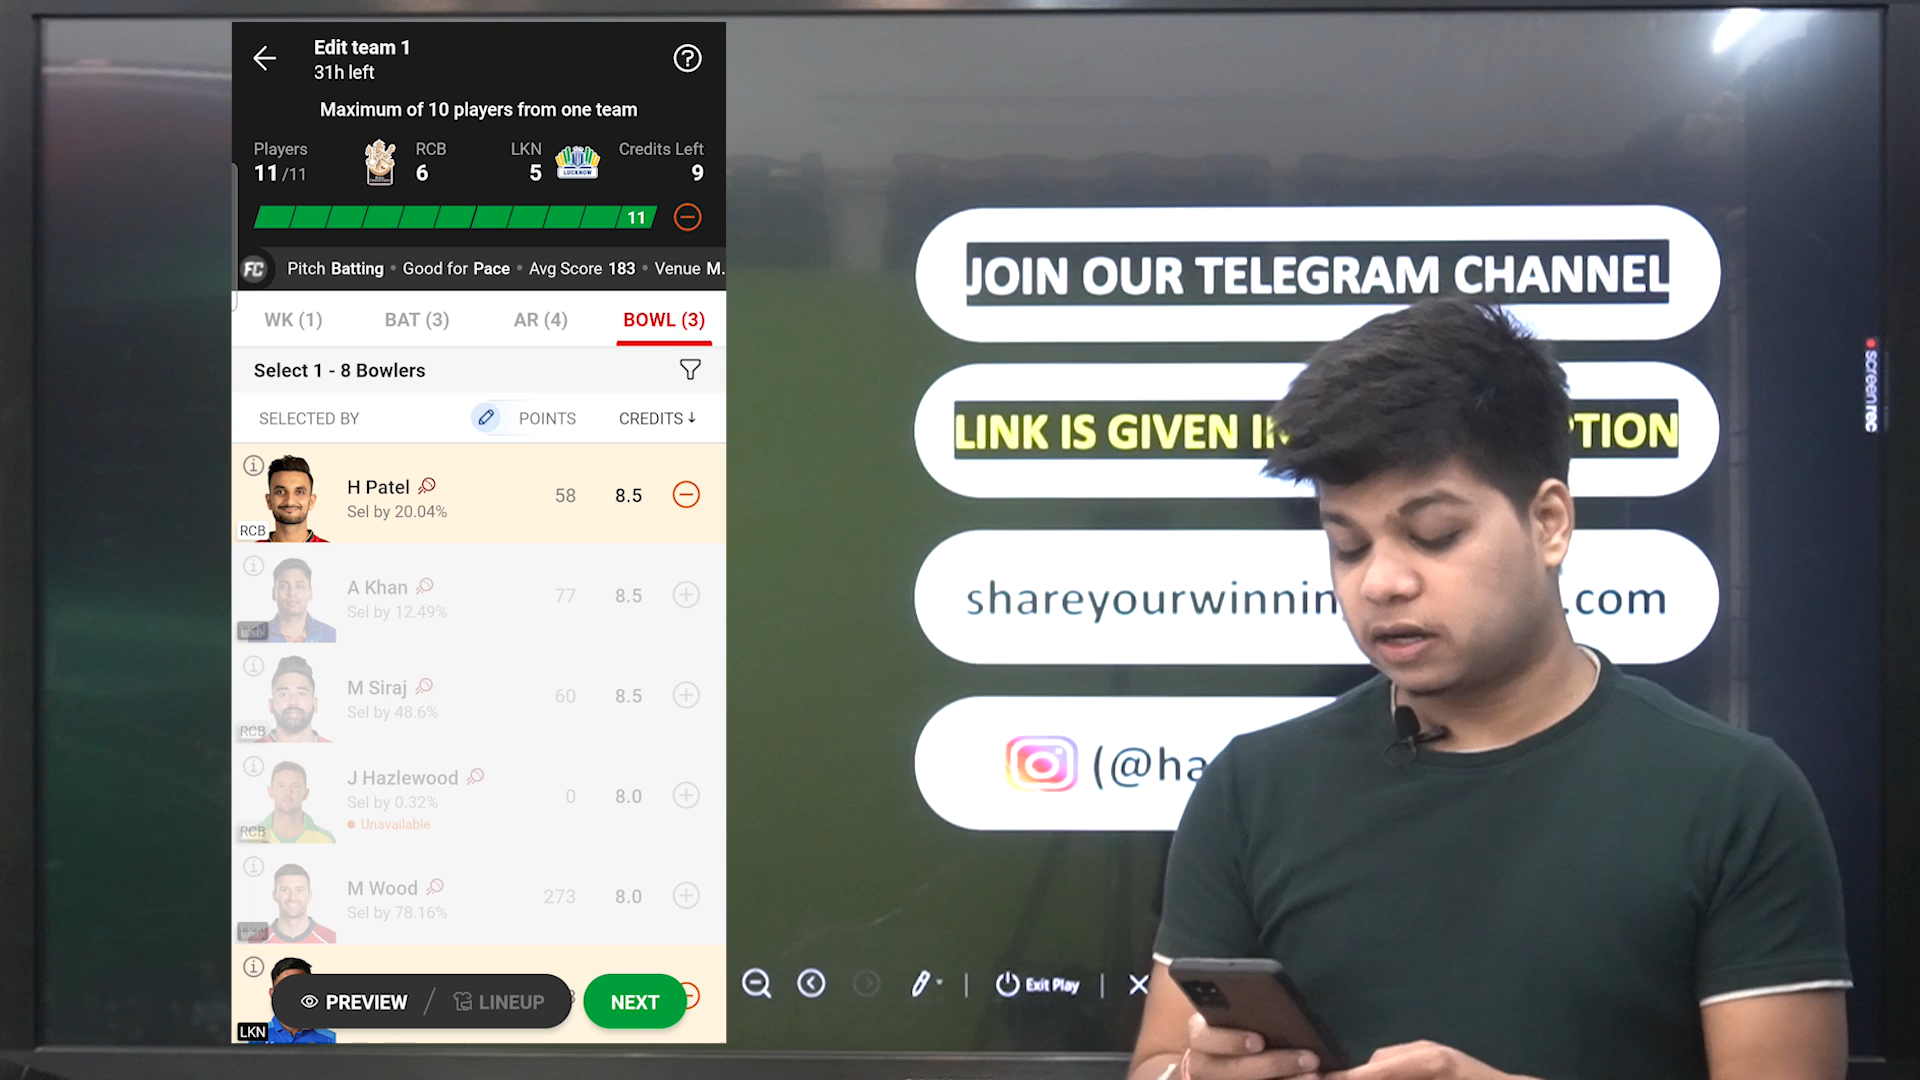 Edit team 1
31h left
Maximum of 10 players from one team
Players
11/11
RCB
6
LKN
5
LUCKNOW
Credits Left
9
11
FC Pitch Batting • Good for Pace • Avg Score 183 • Venue M.
WK (1) BAT (3) AR (4) BOWL (3)
Select 1 - 8 Bowlers
SELECTED BY POINTS CREDITS↓
H Patel
58 8.5
Sel by 20.04%
RCB
A Khan
77 8.5
Sel by 12.49%
LKN
M Siraj
60 8.5
Sel by 48.6%
RCB
J Hazlewood
0 8.0
Sel by 0.32%
Unavailable
RCB
M Wood
273 8.0
Sel by 78.16%
LKN
PREVIEW / LINEUP NEXT
LKN
JOIN OUR TELEGRAM CHANNEL
LINK IS GIVEN TION
shareyourwinnin .com
(@ha
Exit Play
screenrec